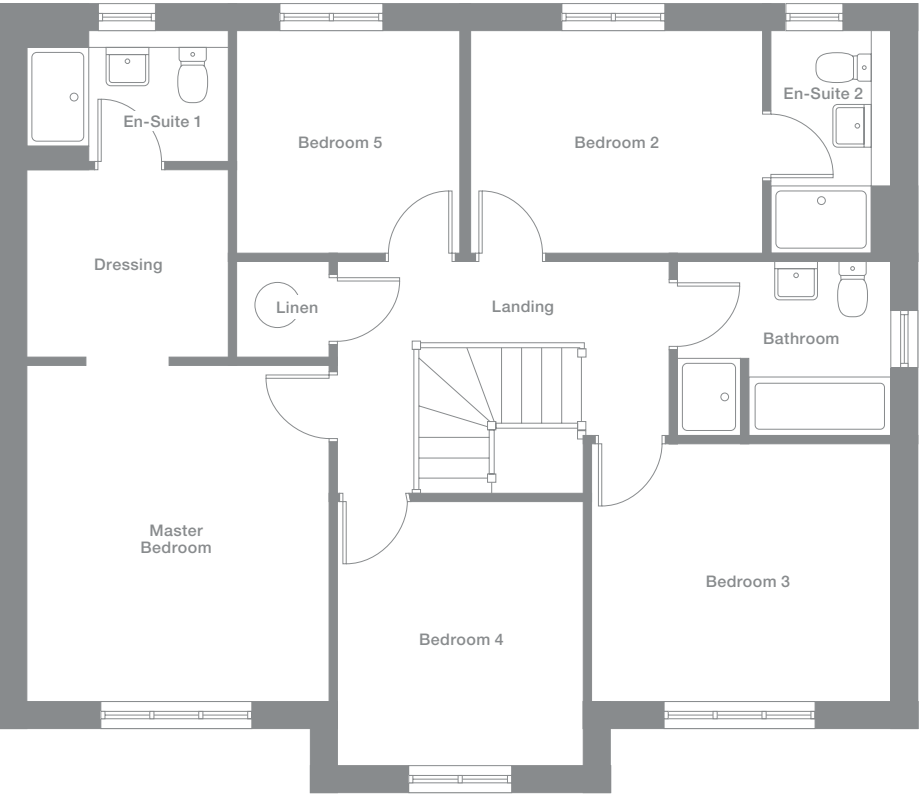 En-Suite 1
Bedroom 5
Bedroom 2
En-Suite 2
Dressing
Linen
Landing
Bathroom
Master
Bedroom
Bedroom 4
Bedroom 3